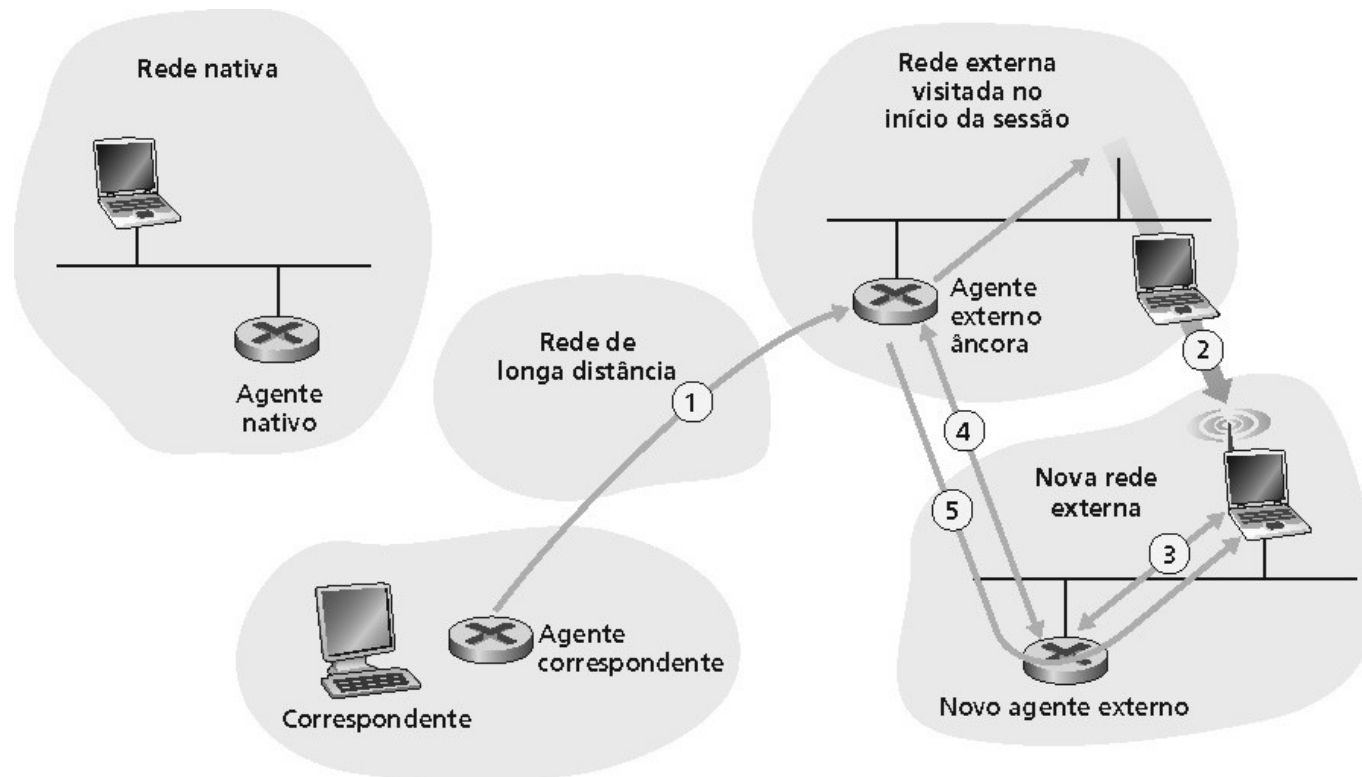 Rede nativa
Agente
nativo
Rede de
longa distância
1
Rede externa
visitada no
início da sessão
Agente
externo
âncora
2
4
5
Nova rede
externa
3
Novo agente externo
Agente
correspondente
Correspondente